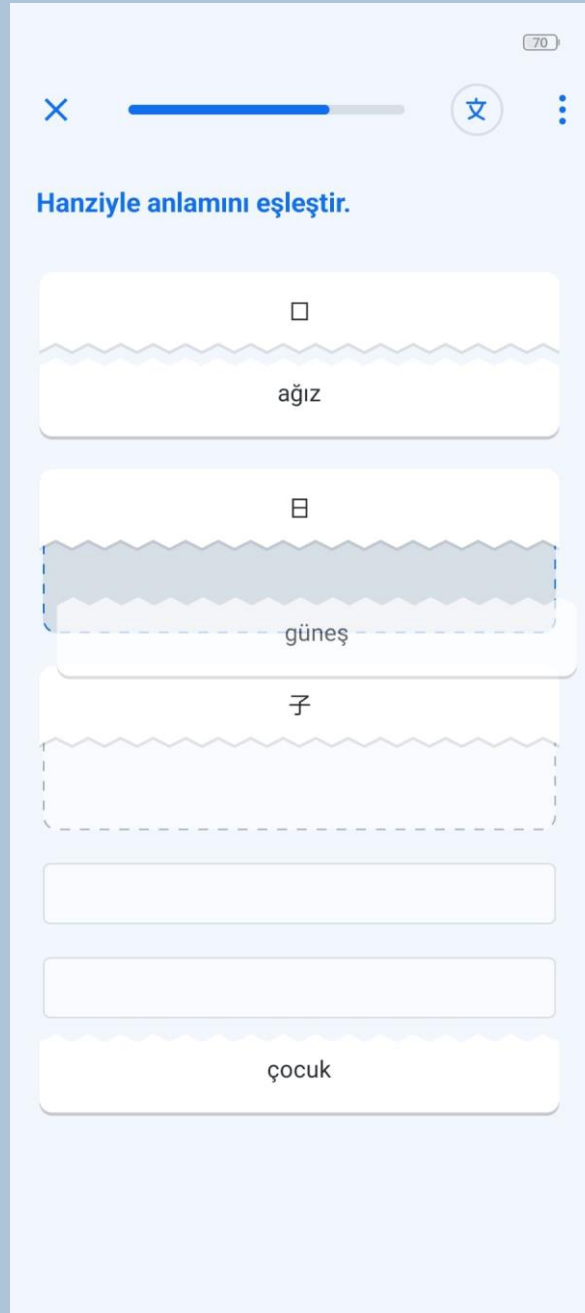 70
文
Hanziyle anlamını eşleştir.
口
ağız
日
güneş
子
çocuk